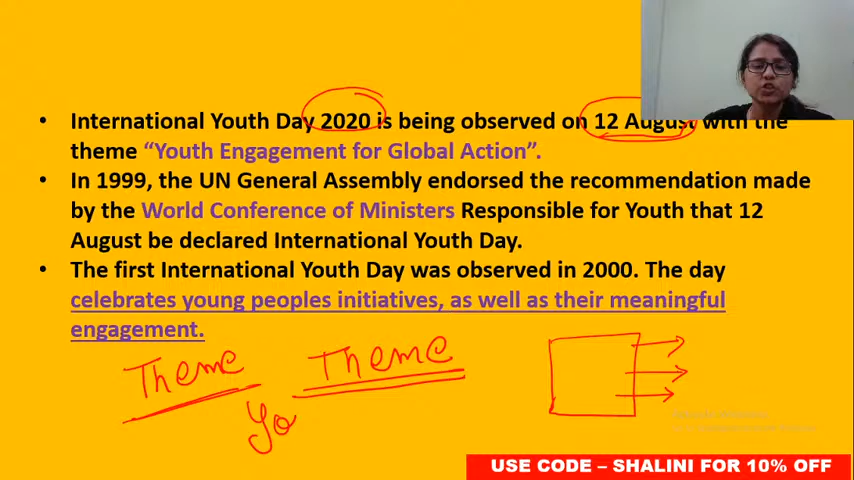 • International Youth Day 2020 is being observed on 12 August with the
theme “Youth Engagement for Global Action”.
• In 1999, the UN General Assembly endorsed the recommendation made
by the World Conference of Ministers Responsible for Youth that 12
August be declared International Youth Day.
• The first International Youth Day was observed in 2000. The day
celebrates young peoples initiatives, as well as their meaningful
engagement.
Theme Theme
Yo
USE CODE – SHALINI FOR 10% OFF